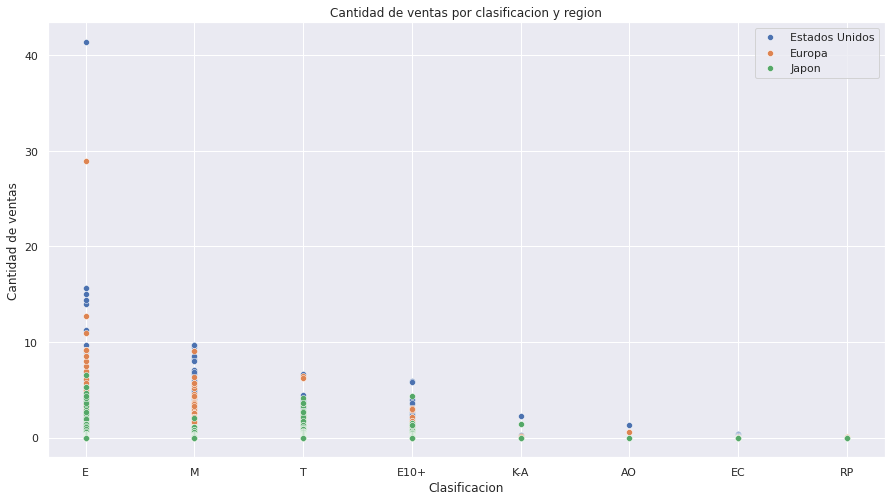 Cantidad de ventas por clasificacion y region
Estados Unidos
Europa
Japon
Cantidad de ventas
40
30
20
10
0
E M T E10+ K-A AO EC RP
Clasificacion